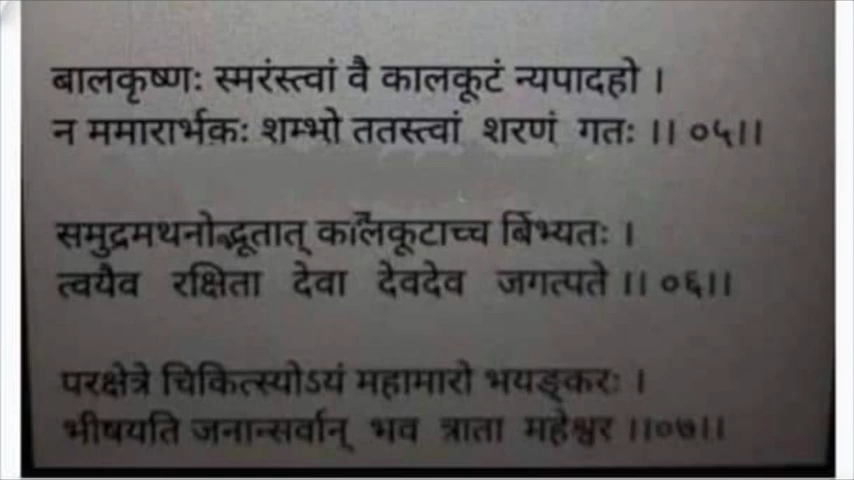 बालकृष्णः स्मरंस्त्वां वै कालकूटं न्यपादहो ।
न ममारार्भकः शम्भो ततस्त्वां शरणं गतः ।। ०५।।
समुद्रमथनोद्भूतात् कालकूटाच्च बिभ्यतः ।
त्वयैव रक्षिता देवा देवदेव जगत्पते ।। ०६।।
परक्षेत्रे चिकित्स्योऽयं महामारो भयङ्करः ।
भीषयति जनान्सर्वान् भव त्राता महेश्वर ।।०७।।